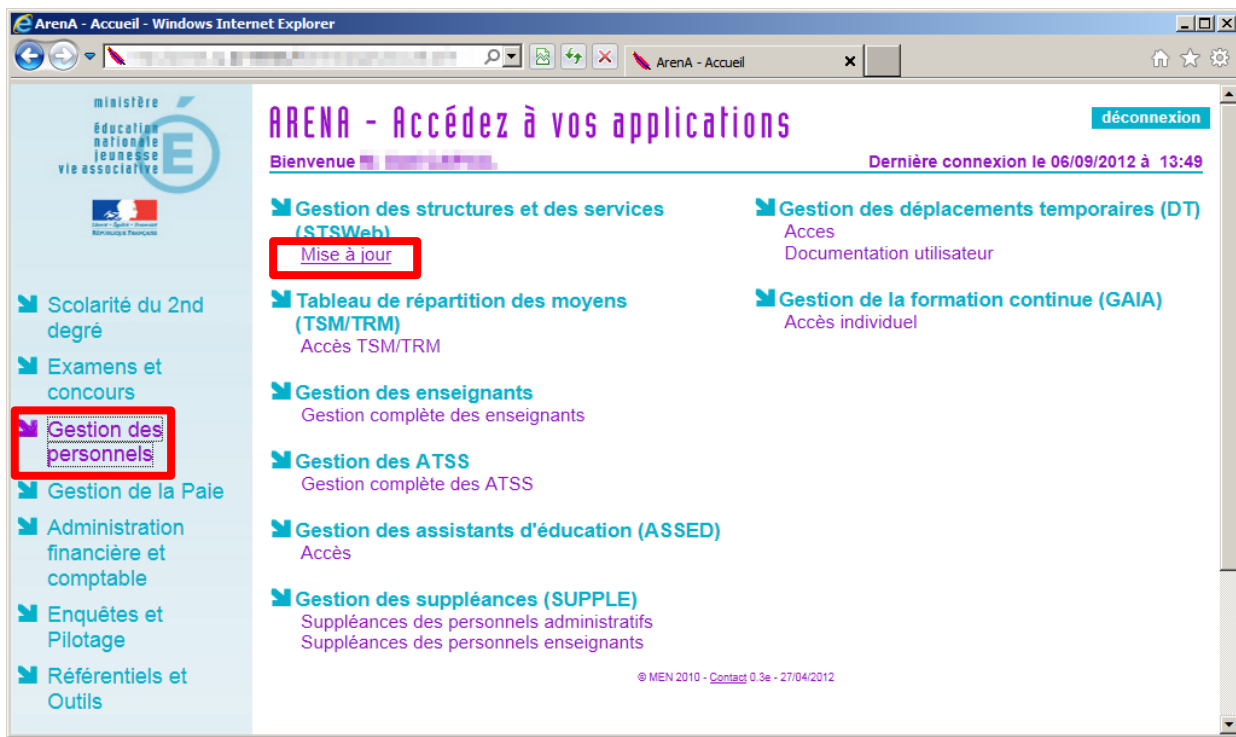 ArenA - Accueil - Windows Internet Explorer
ArenA - Accueil
ministère
éducation
nationale
jeunesse
vie associative
Liberté • Égalité • Fraternité
RÉPUBLIQUE FRANÇAISE
ARENA - Accédez à vos applications
déconnexion
Bienvenue
Dernière connexion le 06/09/2012 à 13:49
Scolarité du 2nd
degré
Examens et
concours
Gestion des
personnels
Gestion de la Paie
Administration
financière et
comptable
Enquêtes et
Pilotage
Référentiels et
Outils
Gestion des structures et des services
(STSWeb)
Mise à jour
Tableau de répartition des moyens
(TSM/TRM)
Accès TSM/TRM
Gestion des enseignants
Gestion complète des enseignants
Gestion des ATSS
Gestion complète des ATSS
Gestion des assistants d'éducation (ASSED)
Accès
Gestion des suppléances (SUPPLE)
Suppléances des personnels administratifs
Suppléances des personnels enseignants
Gestion des déplacements temporaires (DT)
Acces
Documentation utilisateur
Gestion de la formation continue (GAIA)
Accès individuel
© MEN 2010 - Contact 0.3e - 27/04/2012